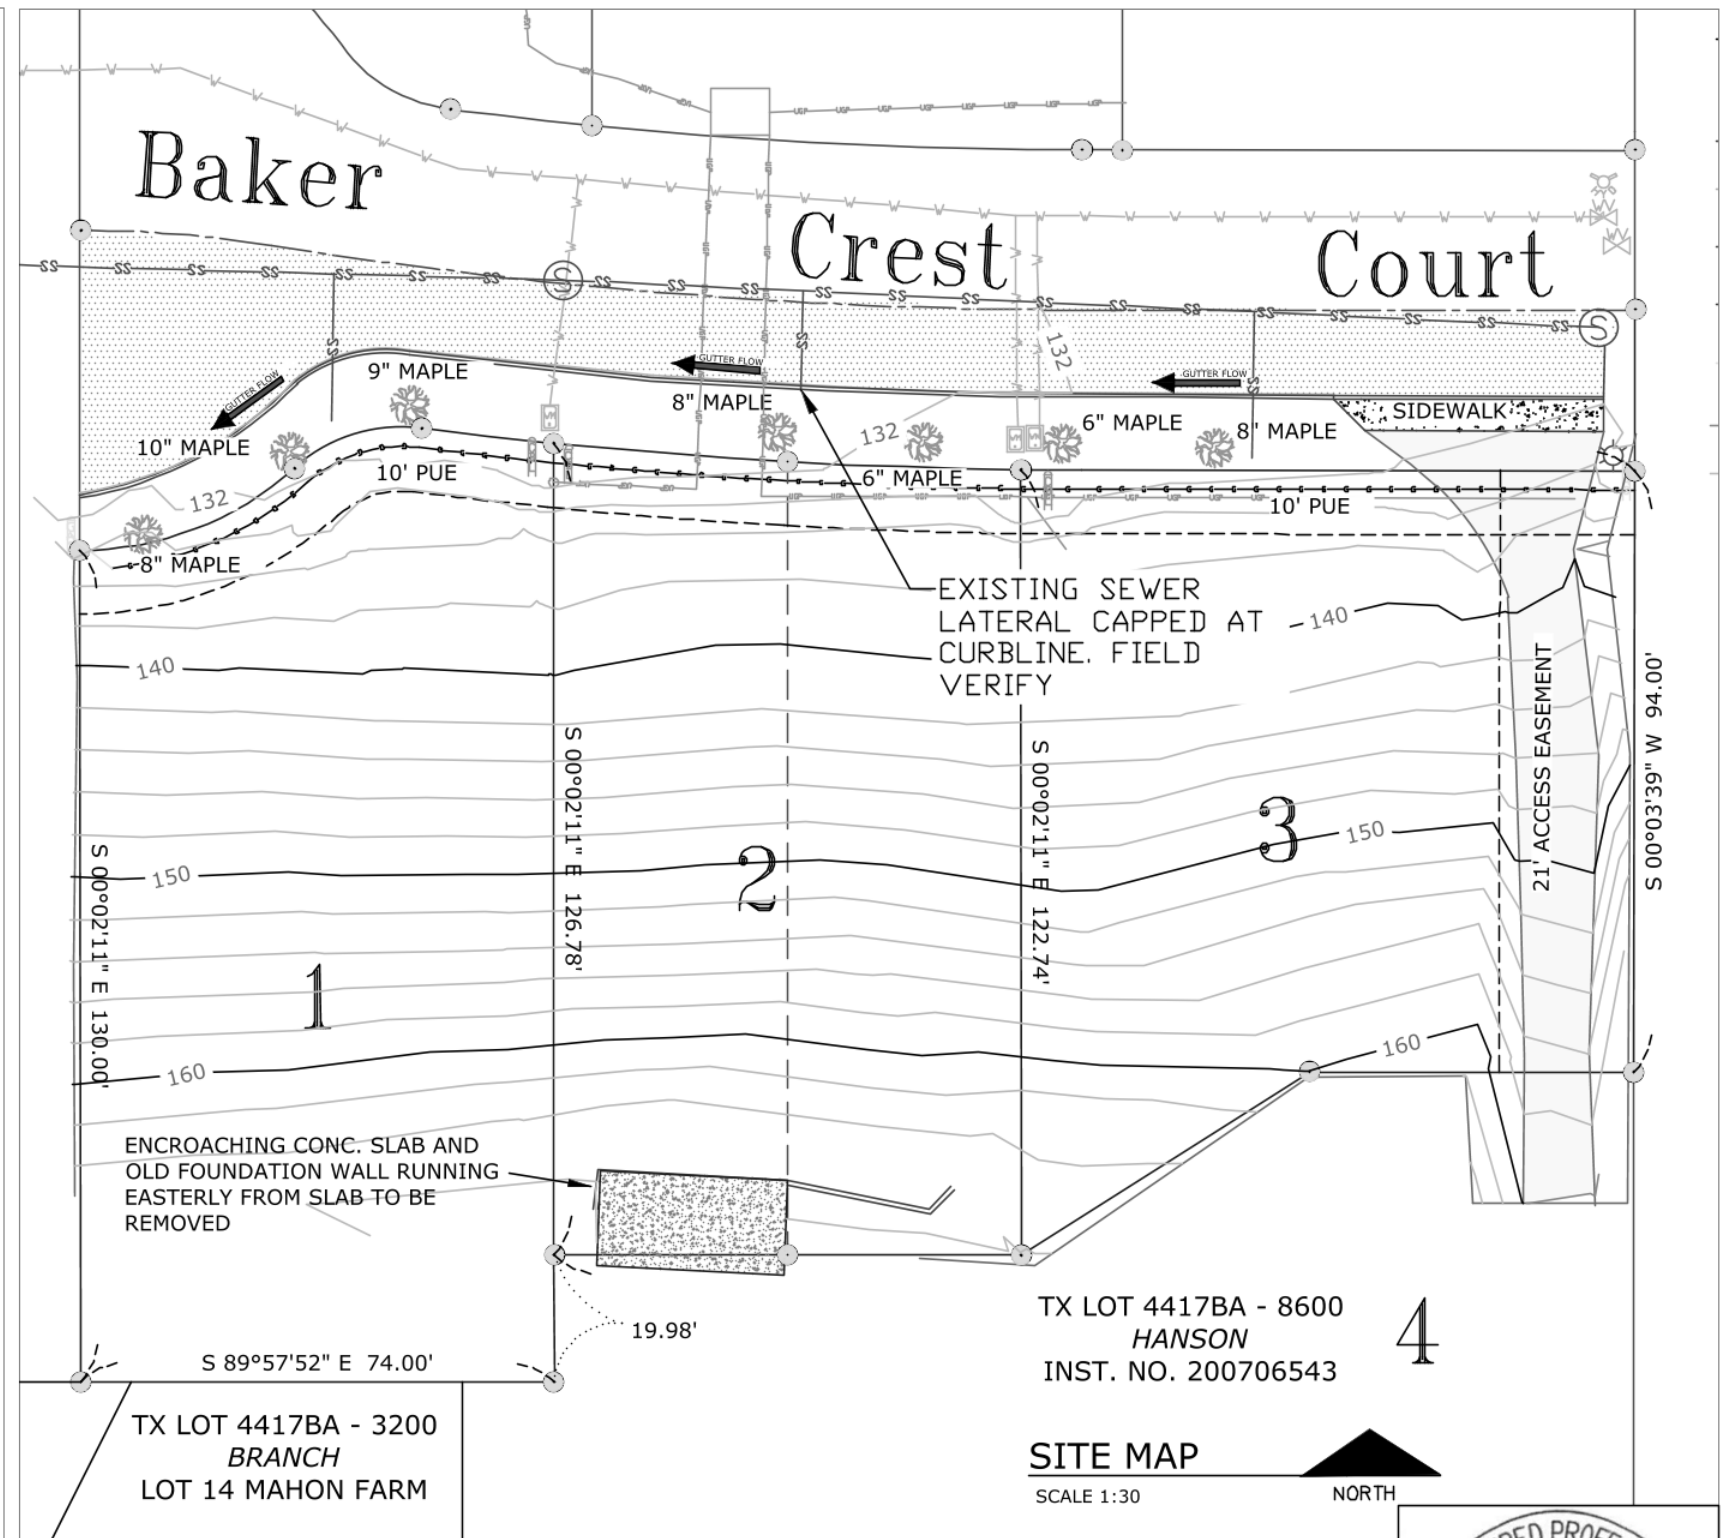 Baker
Crest
Court
GUTTER FLOW
GUTTER FLOW
GUTTER FLOW
9" MAPLE
8" MAPLE
10" MAPLE
6" MAPLE
8' MAPLE
SIDEWALK
132
132
132
10' PUE
6" MAPLE
10' PUE
8" MAPLE
EXISTING SEWER
LATERAL CAPPED AT
CURBLINE. FIELD
VERIFY
140
140
21' ACCESS EASEMENT
S 00°03'39" W 94.00'
S 00°02'11" E 126.78'
S 00°02'11" E 122.74'
S 00°02'11" E 130.00'
150
150
1
2
3
160
160
ENCROACHING CONC. SLAB AND
OLD FOUNDATION WALL RUNNING
EASTERLY FROM SLAB TO BE
REMOVED
19.98'
S 89°57'52" E 74.00'
TX LOT 4417BA - 8600
HANSON
INST. NO. 200706543
4
TX LOT 4417BA - 3200
BRANCH
LOT 14 MAHON FARM
SITE MAP
SCALE 1:30
NORTH